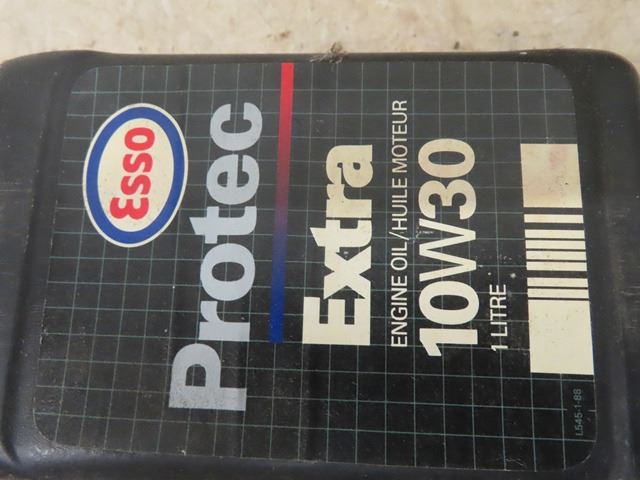 Esso
Protec
Extra
ENGINE OIL/HUILE MOTEUR
10W30
1 LITRE
L545-1-88